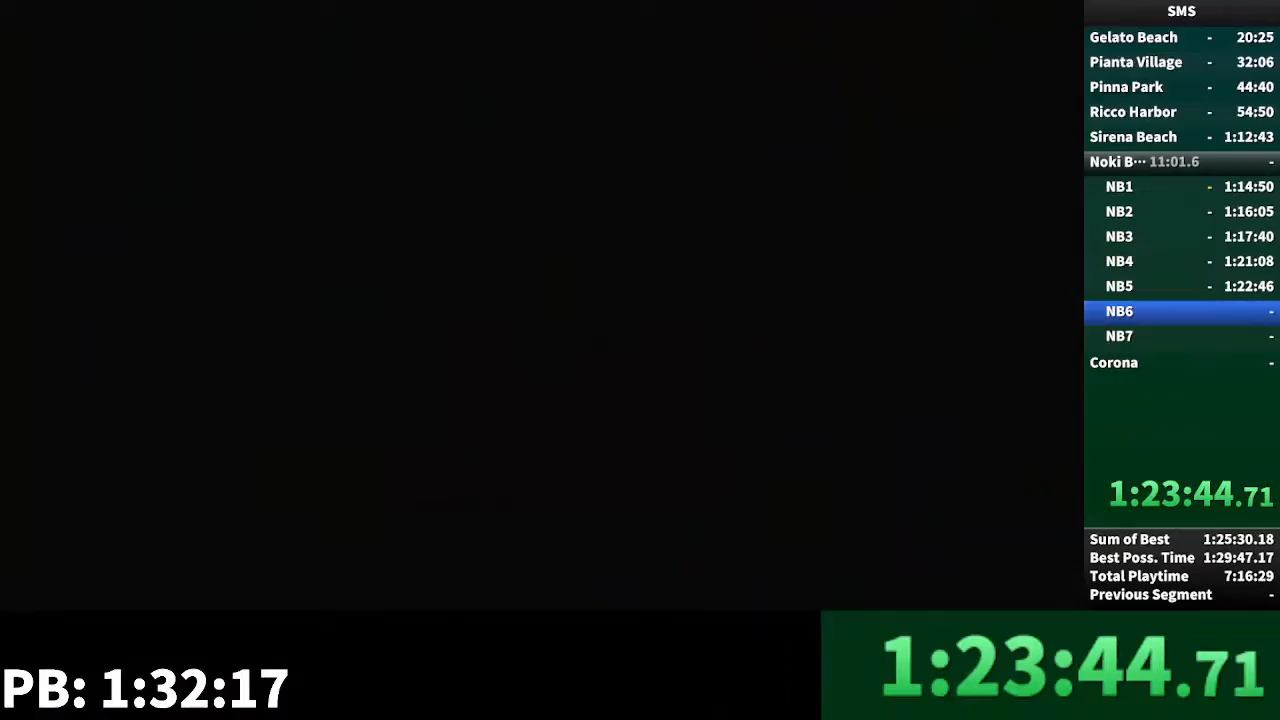 SMS
Gelato Beach - 20:25
Pianta Village - 32:06
Pinna Park - 44:40
Ricco Harbor - 54:50
Sirena Beach - 1:12:43
Noki B··· 11:01.6 -
NB1 - 1:14:50
NB2 - 1:16:05
NB3 - 1:17:40
NB4 - 1:21:08
NB5 - 1:22:46
NB6 -
NB7 -
Corona -
1:23:44.71
Sum of Best 1:25:30.18
Best Poss. Time 1:29:47.17
Total Playtime 7:16:29
Previous Segment -
PB: 1:32:17
1:23:44.71